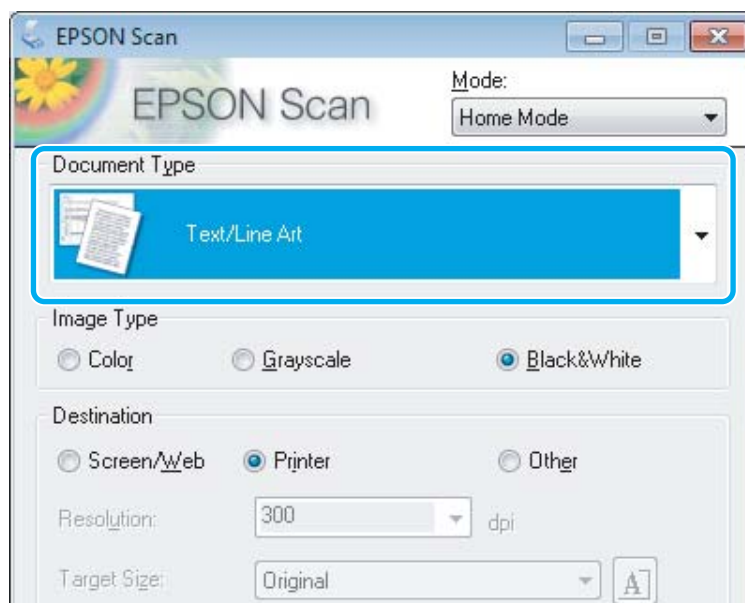 EPSON Scan
EPSON Scan
Mode:
Home Mode
Document Type
Text/Line Art
Image Type
Color Grayscale Black&White
Destination
Screen/Web Printer Other
Resolution: 300 dpi
Target Size: Original A